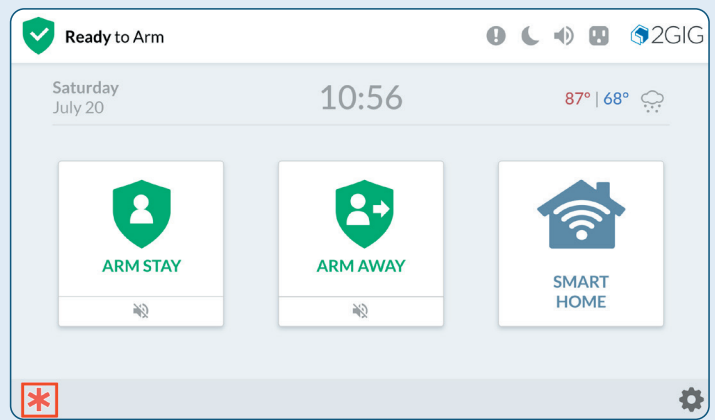 Ready to Arm
2GIG
Saturday
July 20
10:56
87° | 68°
ARM STAY
ARM AWAY
SMART
HOME